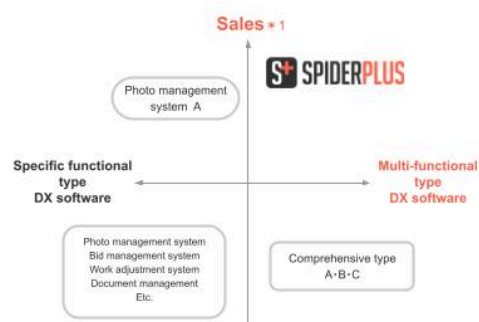 Sales * 1
S+ SPIDERPLUS
Photo management
system A
Specific functional
type
DX software
Multi-functional
type
DX software
Photo management system
Bid management system
Work adjustment system
Document management
Etc.
Comprehensive type
A・B・C